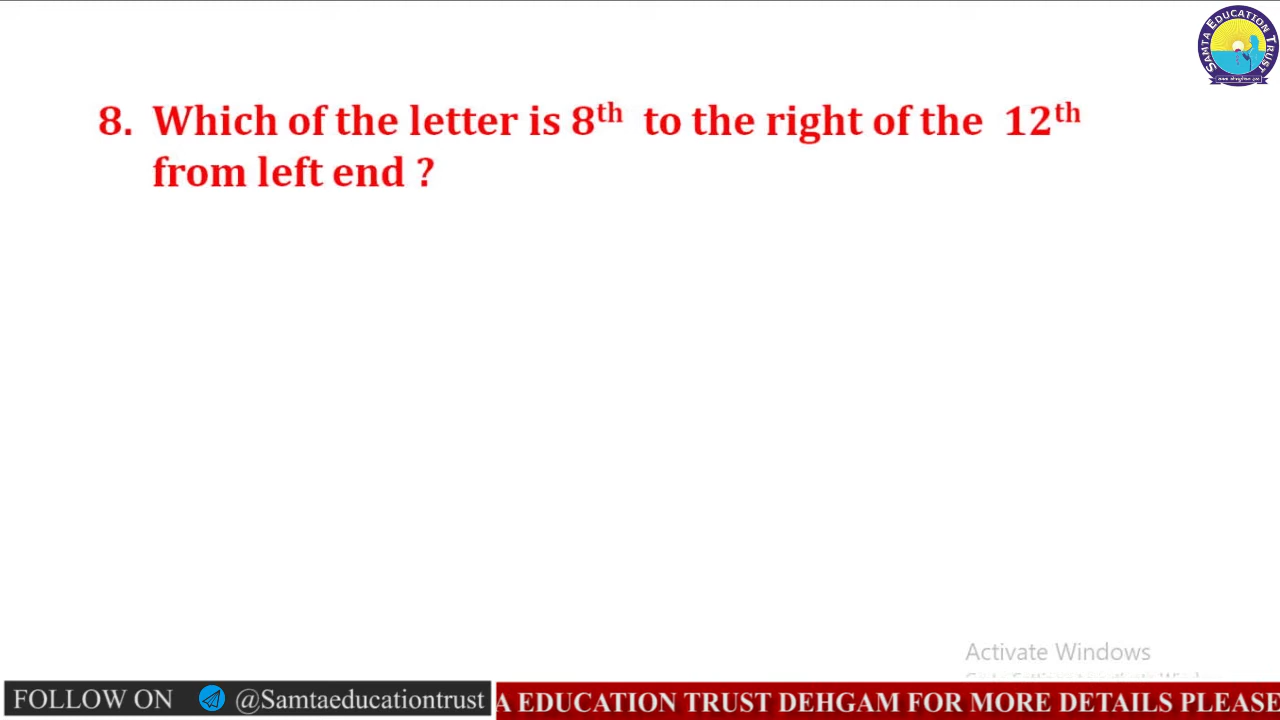 SAMTA EDUCATION TRUST
8. Which of the letter is 8th to the right of the 12th
from left end ?
Activate Windows
FOLLOW ON @Samtaeducationtrust A EDUCATION TRUST DEHGAM FOR MORE DETAILS PLEASE